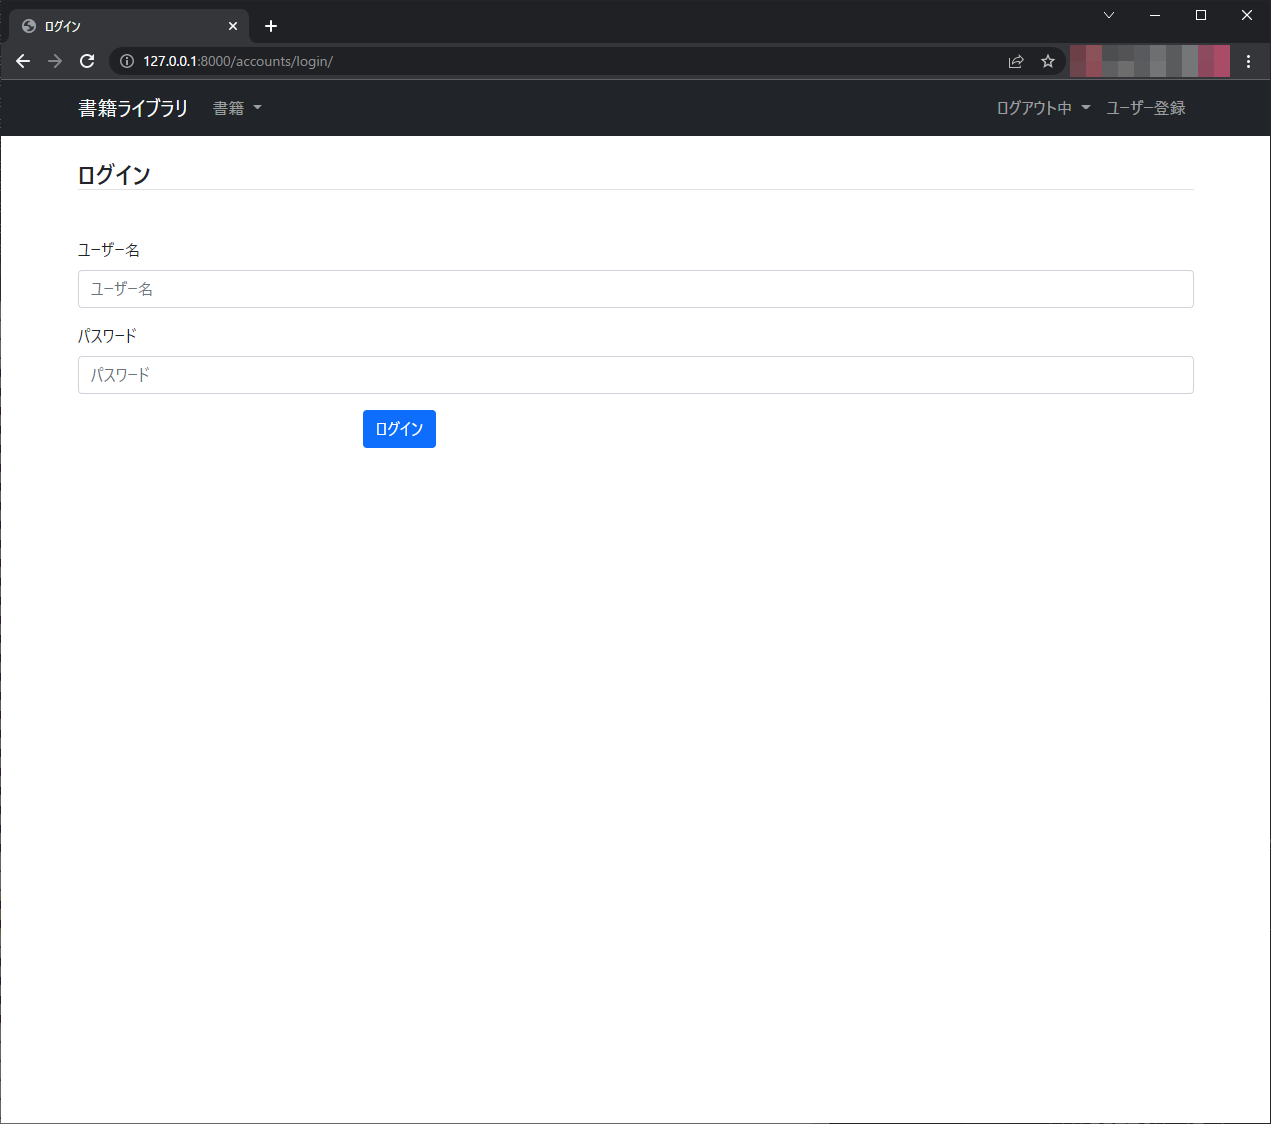 ログイン
127.0.0.1:8000/accounts/login/
書籍ライブラリ 書籍 ログアウト中 ユーザー登録
ログイン
ユーザー名
ユーザー名
パスワード
パスワード
ログイン